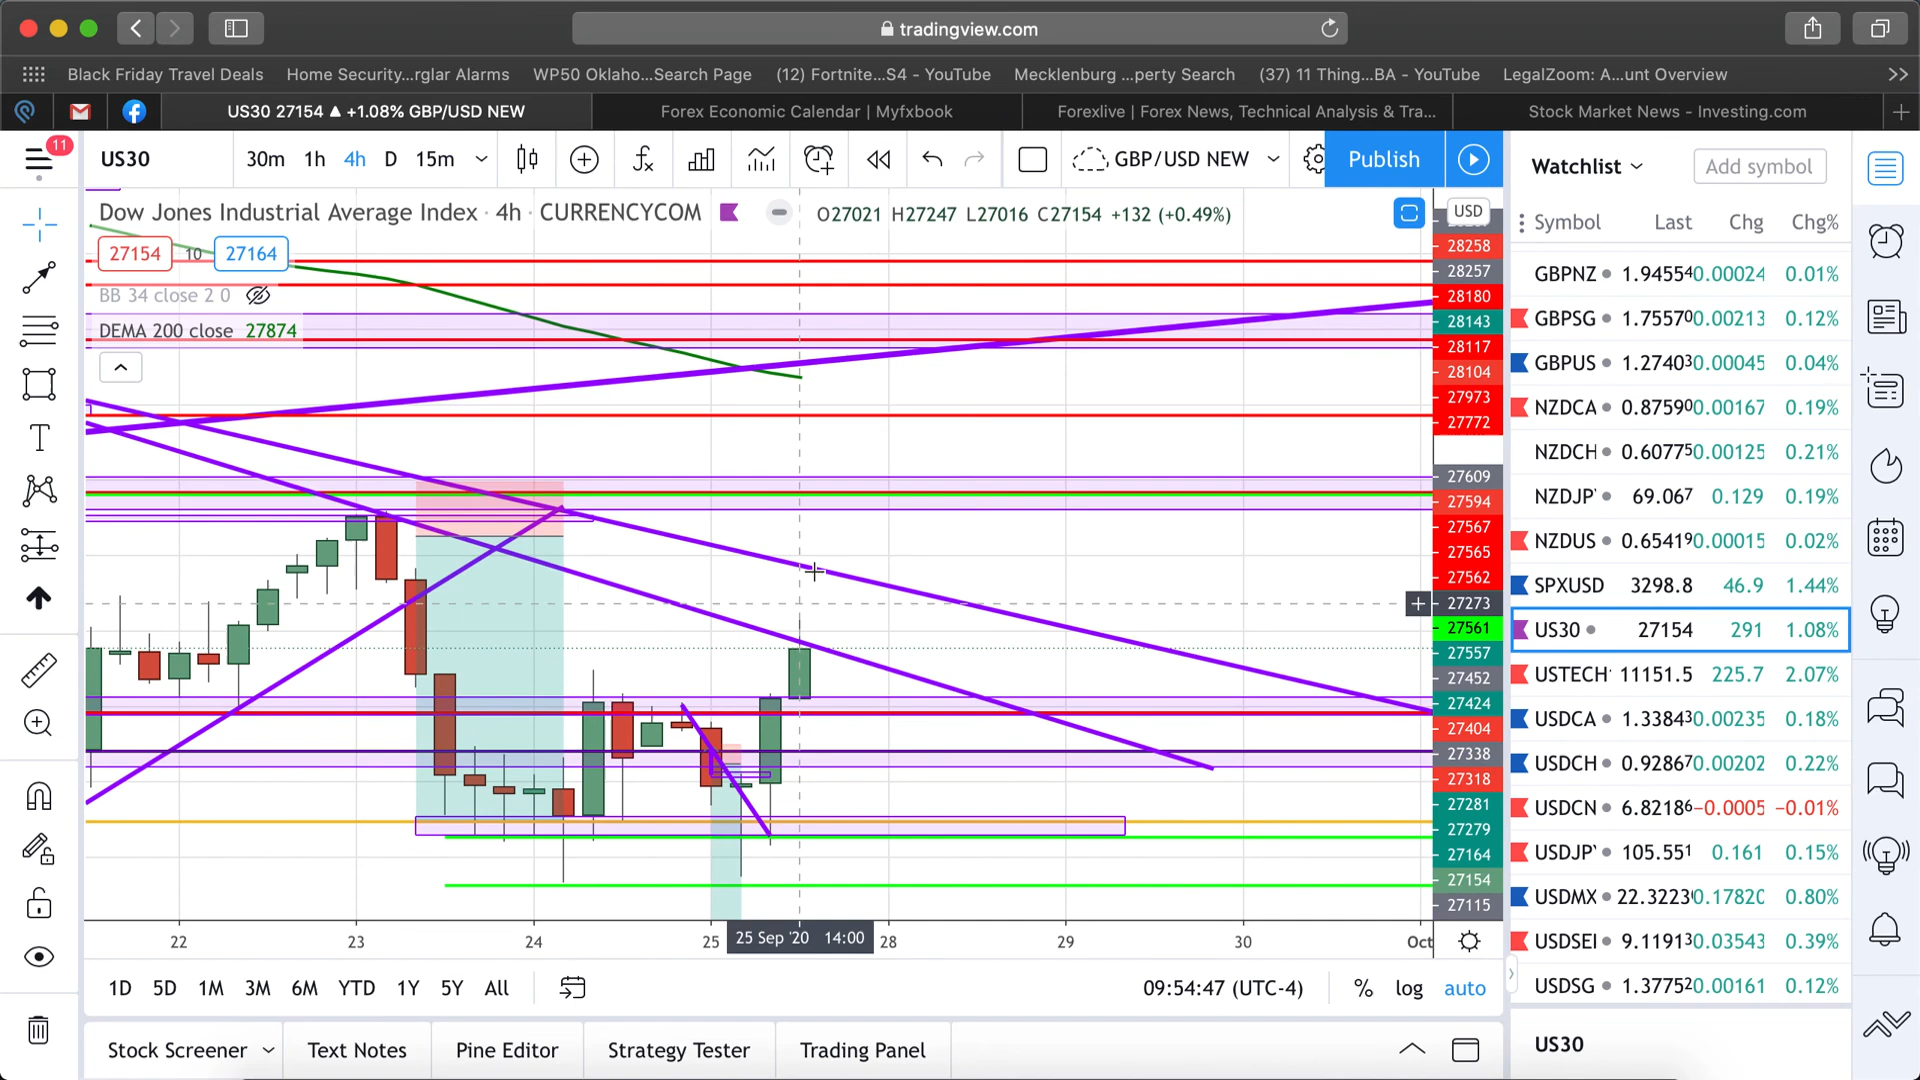 tradingview.com
Black Friday Travel Deals
Home Security...rglar Alarms
WP50 Oklaho...Search Page
(12) Fortnite...S4 - YouTube
Mecklenburg ...perty Search
(37) 11 Thing...BA - YouTube
LegalZoom: A...unt Overview
US30 27154 ▲ +1.08% GBP/USD NEW
Forex Economic Calendar | Myfxbook
Forexlive | Forex News, Technical Analysis & Tra...
Stock Market News - Investing.com
11
US30
30m 1h 4h D 15m
GBP/USD NEW
Publish
Dow Jones Industrial Average Index · 4h · CURRENCYCOM
O27021 H27247 L27016 C27154 +132 (+0.49%)
27154 10 27164
BB 34 close 2 0
DEMA 200 close 27874
USD
28258
28257
28180
28143
28117
28104
27973
27772
27609
27594
27567
27565
27562
27273
27561
27557
27452
27424
27404
27338
27318
27281
27279
27164
27154
27115
22 23 24 25
25 Sep '20 14:00
28 29 30 Oct
1D 5D 1M 3M 6M YTD 1Y 5Y All
09:54:47 (UTC-4)
% log auto
Stock Screener
Text Notes
Pine Editor
Strategy Tester
Trading Panel
Watchlist
Add symbol
Symbol Last Chg Chg%
GBPNZ 1.94554 0.00024 0.01%
GBPSG 1.75570 0.00213 0.12%
GBPUS 1.27403 0.00045 0.04%
NZDCA 0.87590 0.00167 0.19%
NZDCH 0.60775 0.00125 0.21%
NZDJP 69.067 0.129 0.19%
NZDUS 0.65419 0.00015 0.02%
SPXUSD 3298.8 46.9 1.44%
US30 27154 291 1.08%
USTECH 11151.5 225.7 2.07%
USDCA 1.33843 0.00235 0.18%
USDCH 0.92867 0.00202 0.22%
USDCN 6.82186 −0.0005 −0.01%
USDJP 105.551 0.161 0.15%
USDMX 22.3223 0.17820 0.80%
USDSE 9.11913 0.03543 0.39%
USDSG 1.37752 0.00161 0.12%
US30